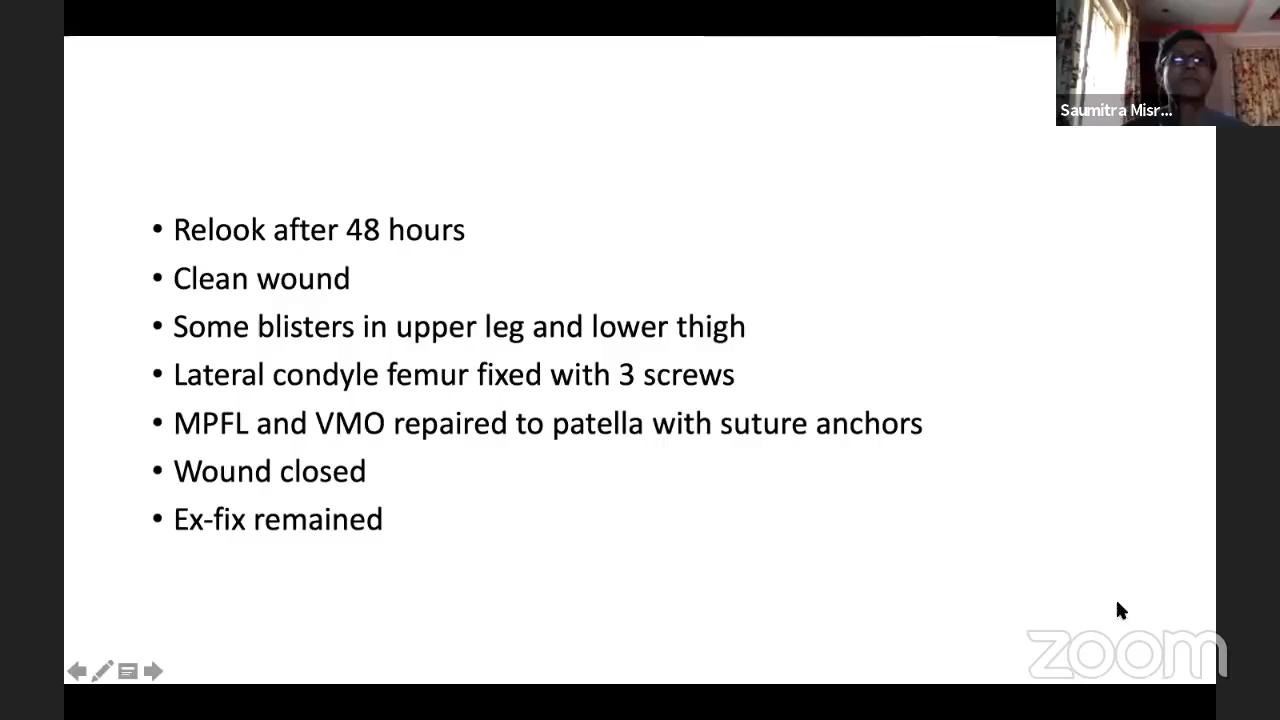 Saumitra Misr...
• Relook after 48 hours
• Clean wound
• Some blisters in upper leg and lower thigh
• Lateral condyle femur fixed with 3 screws
• MPFL and VMO repaired to patella with suture anchors
• Wound closed
• Ex-fix remained
zoom